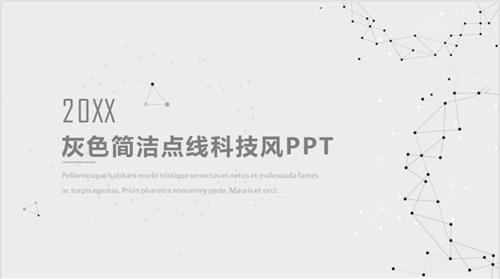 20XX
灰色简洁点线科技风PPT
Pellentesque habitant morbi tristique senectus et netus et malesuada fames
ac turpis egestas. Proin pharetra nonummy pede. Mauris et orci: